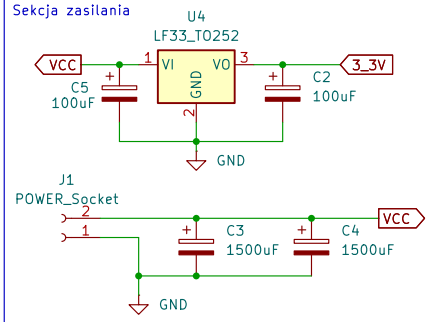 Sekcja zasilania
U4
LF33_TO252
VCC
1
VI
VO
3
3_3V
GND
2
C5
100uF
+
C2
100uF
+
GND
J1
POWER_Socket
2
1
VCC
+
C3
1500uF
+
C4
1500uF
GND